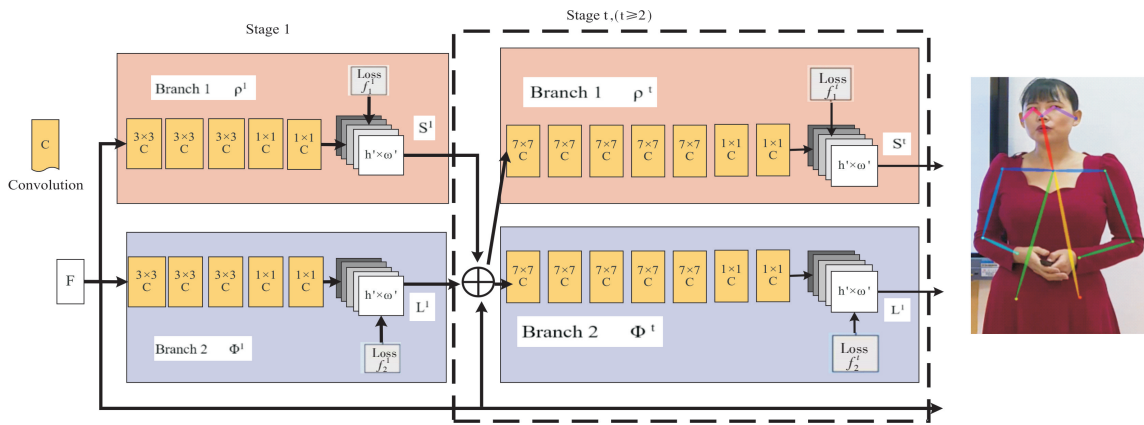 Stage 1
Stage t,(t≥2)
Branch 1 ρ¹
Loss
f₁¹
3×3 C
3×3 C
3×3 C
1×1 C
1×1 C
h'×ω'
S¹
Branch 1 ρᵗ
Loss
f₁ᵗ
7×7 C
7×7 C
7×7 C
7×7 C
7×7 C
1×1 C
1×1 C
h'×ω'
Sᵗ
C
Convolution
F
3×3 C
3×3 C
3×3 C
1×1 C
1×1 C
h'×ω'
L¹
Branch 2 Φ¹
Loss
f₂¹
7×7 C
7×7 C
7×7 C
7×7 C
7×7 C
1×1 C
1×1 C
h'×ω'
Lᵗ
Branch 2 Φᵗ
Loss
f₂ᵗ